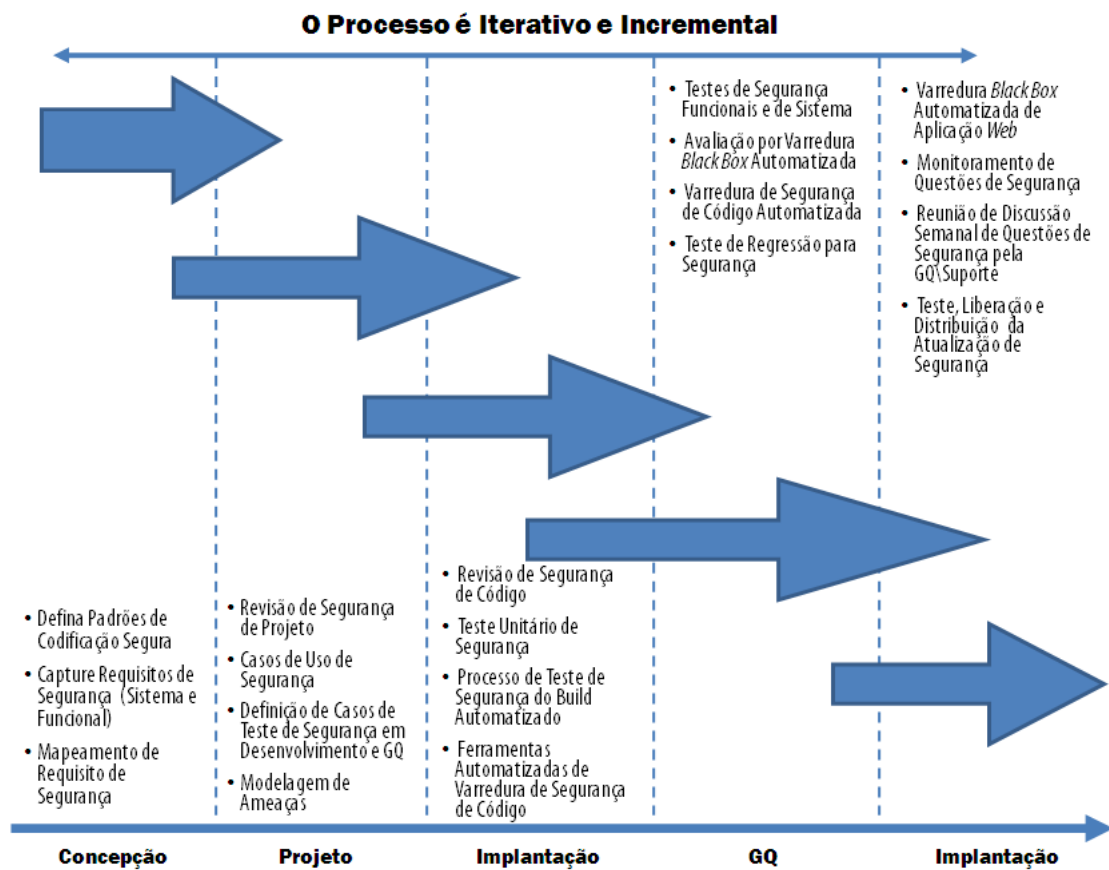 O Processo é Iterativo e Incremental
• Testes de Segurança
Funcionais e de Sistema
• Avaliação por Varredura
Black Box Automatizada
• Varredura de Segurança
de Código Automatizada
• Teste de Regressão para
Segurança
• Varredura Black Box
Automatizada de
Aplicação Web
• Monitoramento de
Questões de Segurança
• Reunião de Discussão
Semanal de Questões de
Segurança pela
GQ\Suporte
• Teste, Liberação e
Distribuição da
Atualização de
Segurança
• Defina Padrões de
Codificação Segura
• Capture Requisitos de
Segurança (Sistema e
Funcional)
• Mapeamento de
Requisito de
Segurança
• Revisão de Segurança
de Projeto
• Casos de Uso de
Segurança
• Definição de Casos de
Teste de Segurança em
Desenvolvimento e GQ
• Modelagem de
Ameaças
• Revisão de Segurança
de Código
• Teste Unitário de
Segurança
• Processo de Teste de
Segurança do Build
Automatizado
• Ferramentas
Automatizadas de
Varredura de Segurança
de Código
Concepção
Projeto
Implantação
GQ
Implantação